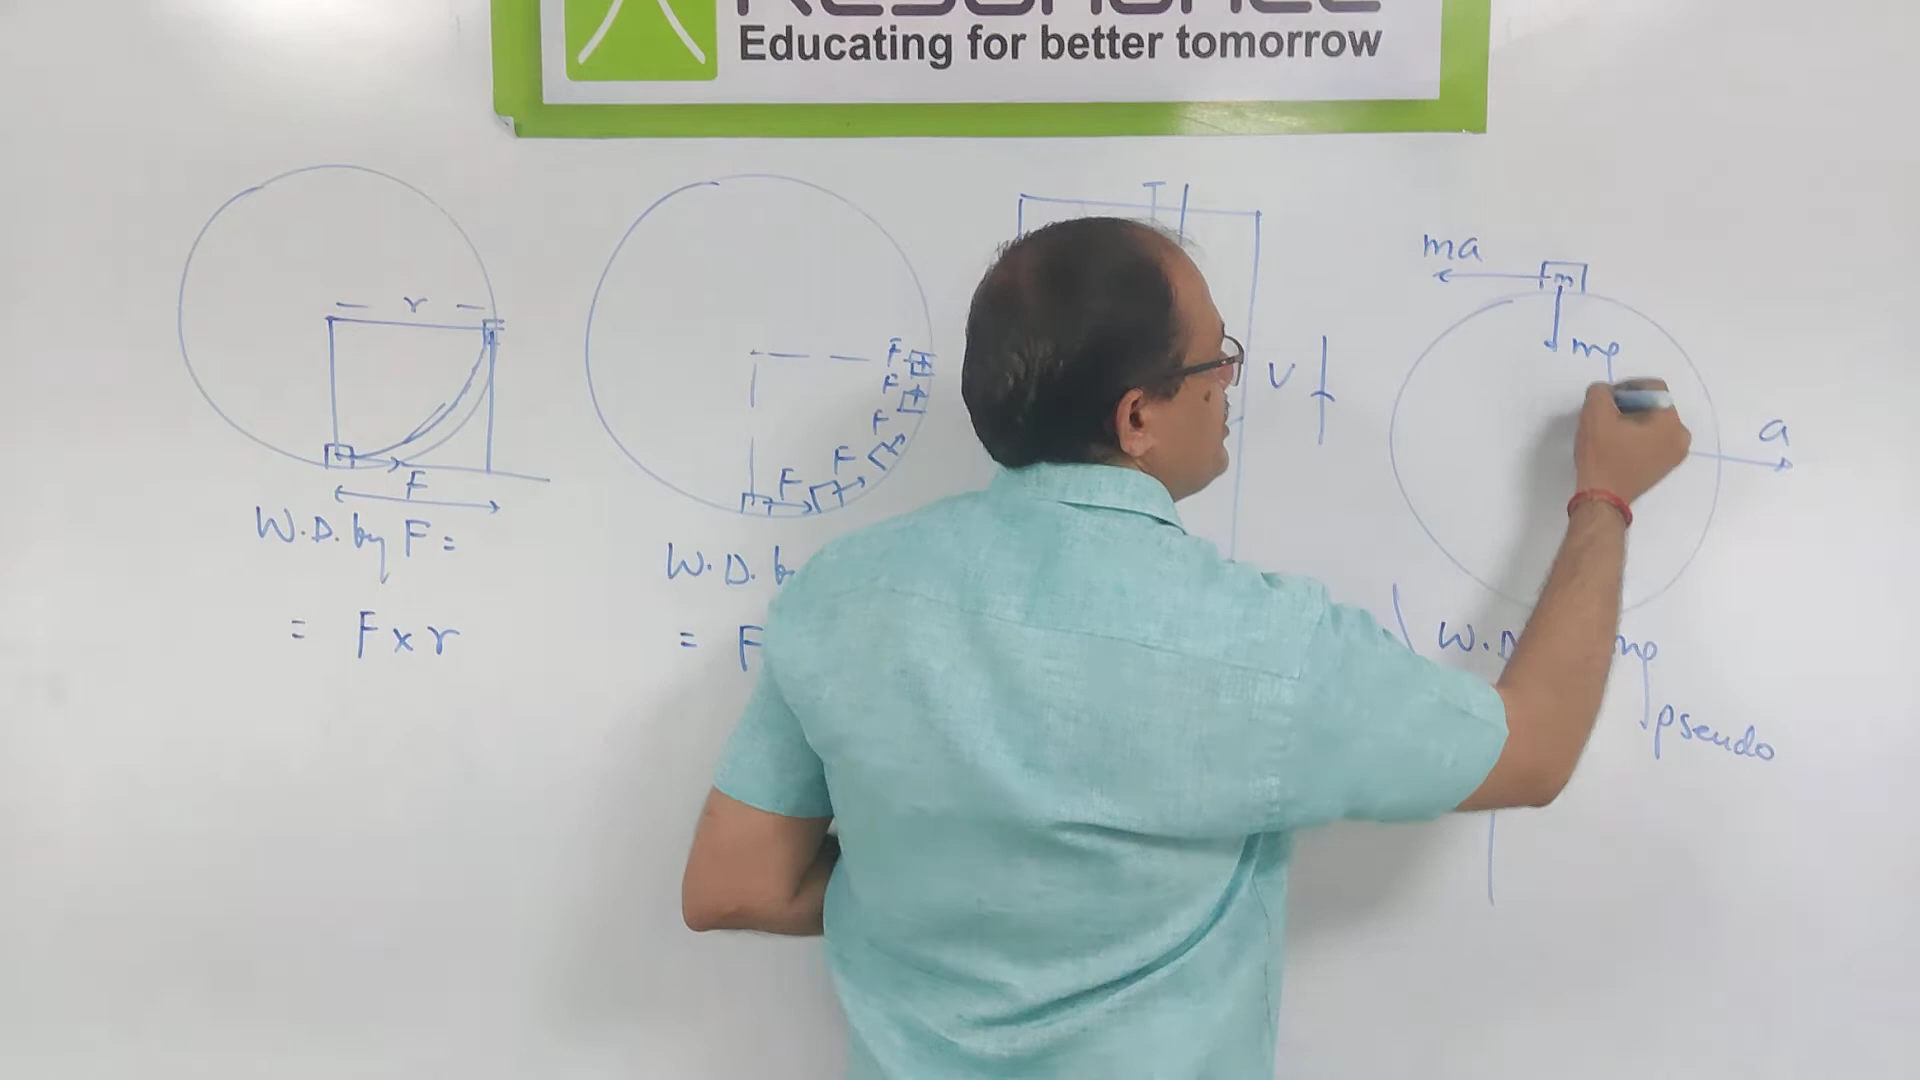 Educating for better tomorrow
r
F
W.D. by F =
= F x r
F
F
F
F
F
F
W.D.
= F
T
V
ma
m
mg
a
W.D.
mg
pseudo